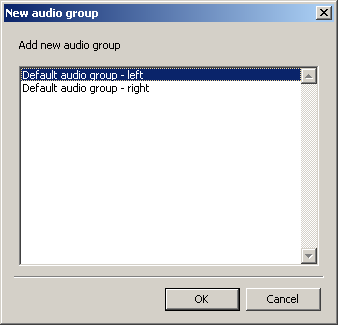 New audio group
Add new audio group
Default audio group - left
Default audio group - right
OK
Cancel